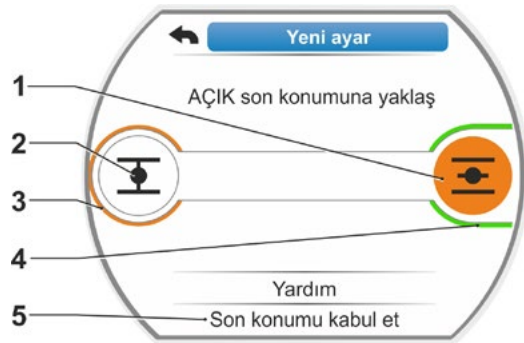 Yeni ayar
AÇIK son konumuna yaklaş
1
2
3
4
Yardım
5
Son konumu kabul et